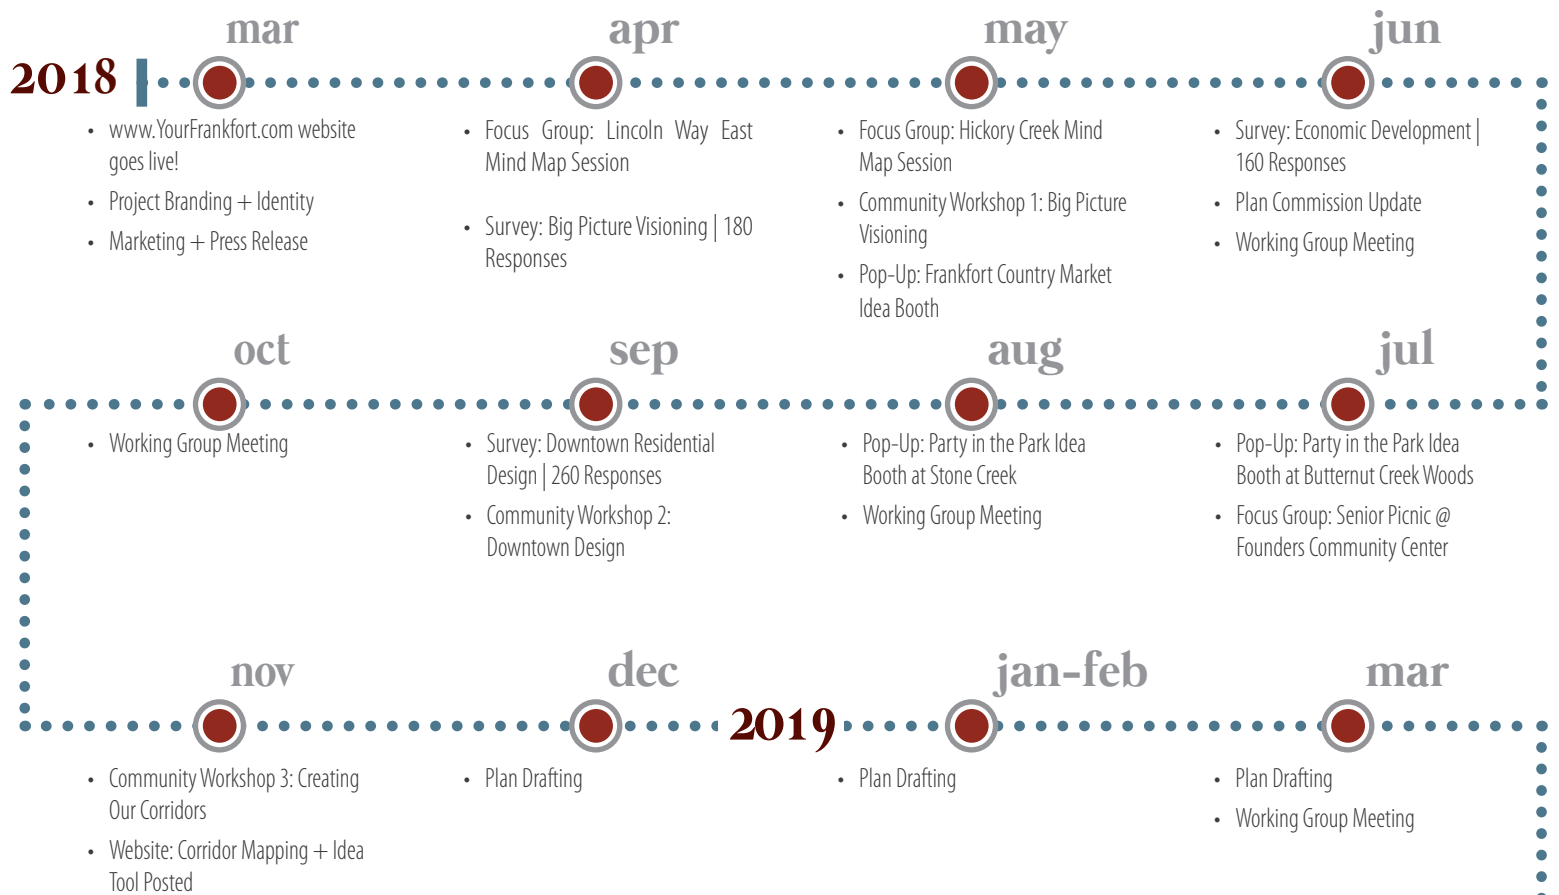 2018
mar
• www.YourFrankfort.com website
goes live!
• Project Branding + Identity
• Marketing + Press Release
apr
• Focus Group: Lincoln Way East
Mind Map Session
• Survey: Big Picture Visioning | 180
Responses
may
• Focus Group: Hickory Creek Mind
Map Session
• Community Workshop 1: Big Picture
Visioning
• Pop-Up: Frankfort Country Market
Idea Booth
jun
• Survey: Economic Development |
160 Responses
• Plan Commission Update
• Working Group Meeting
jul
• Pop-Up: Party in the Park Idea
Booth at Butternut Creek Woods
• Focus Group: Senior Picnic @
Founders Community Center
aug
• Pop-Up: Party in the Park Idea
Booth at Stone Creek
• Working Group Meeting
sep
• Survey: Downtown Residential
Design | 260 Responses
• Community Workshop 2:
Downtown Design
oct
• Working Group Meeting
nov
• Community Workshop 3: Creating
Our Corridors
• Website: Corridor Mapping + Idea
Tool Posted
dec
• Plan Drafting
2019
jan-feb
• Plan Drafting
mar
• Plan Drafting
• Working Group Meeting